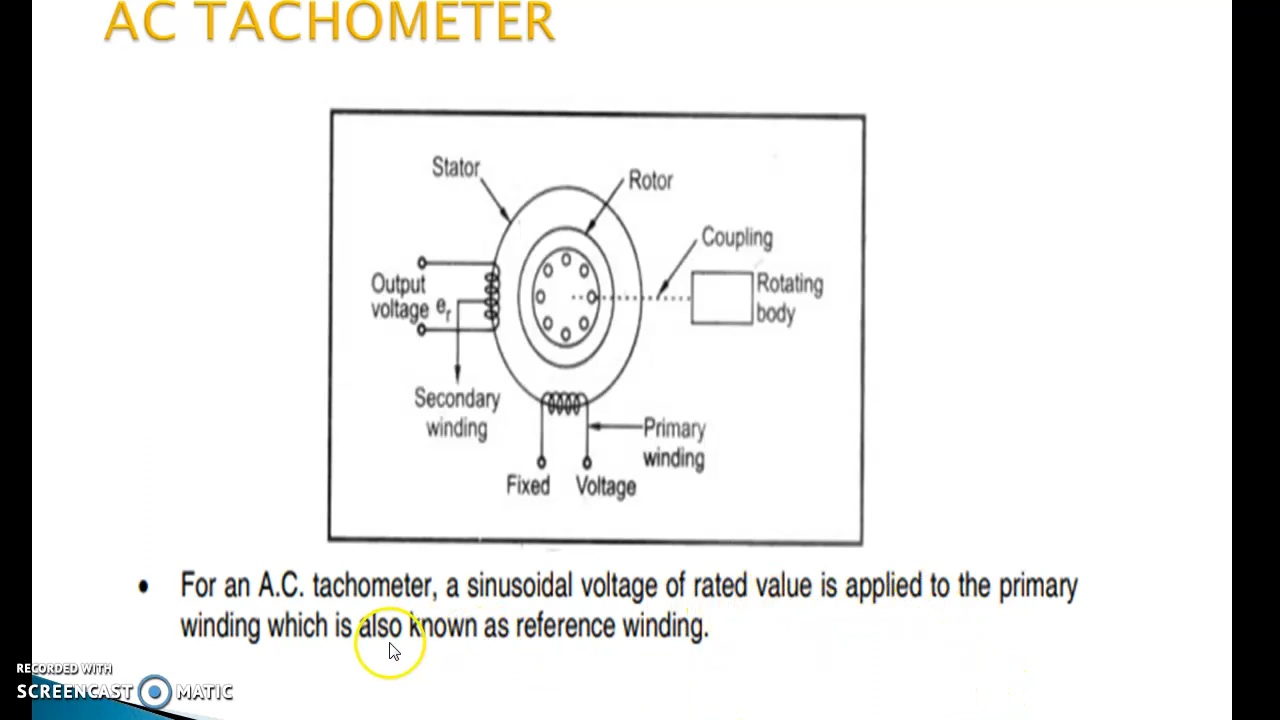 AC TACHOMETER
Stator
Rotor
Coupling
Output
voltage er
Rotating
body
Secondary
winding
Primary
winding
Fixed Voltage
• For an A.C. tachometer, a sinusoidal voltage of rated value is applied to the primary
winding which is also known as reference winding.
RECORDED WITH
SCREENCAST MATIC